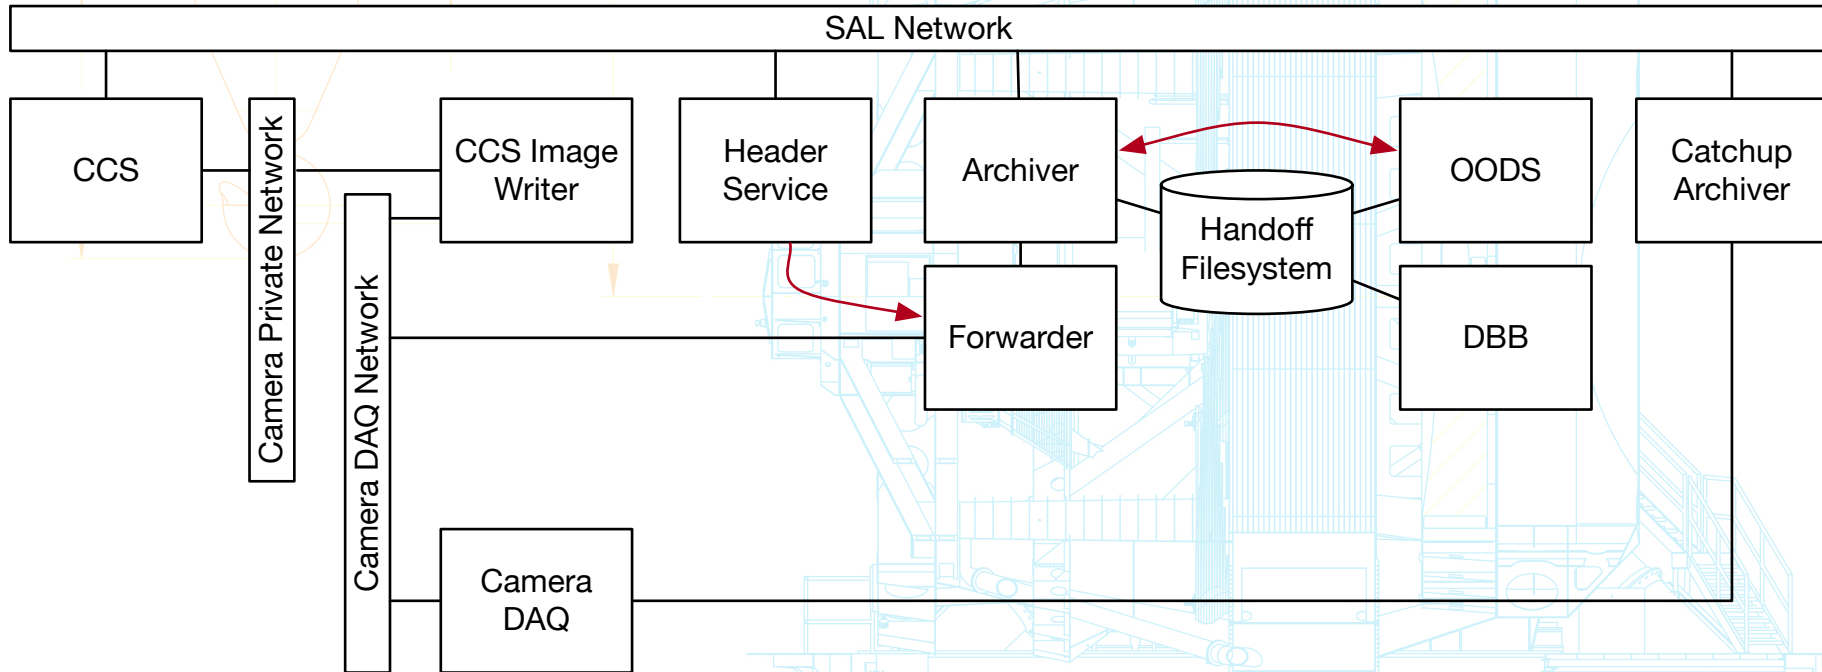 SAL Network
CCS
Camera Private Network
Camera DAQ Network
CCS Image
Writer
Header
Service
Archiver
Handoff
Filesystem
OODS
Catchup
Archiver
Forwarder
DBB
Camera
DAQ